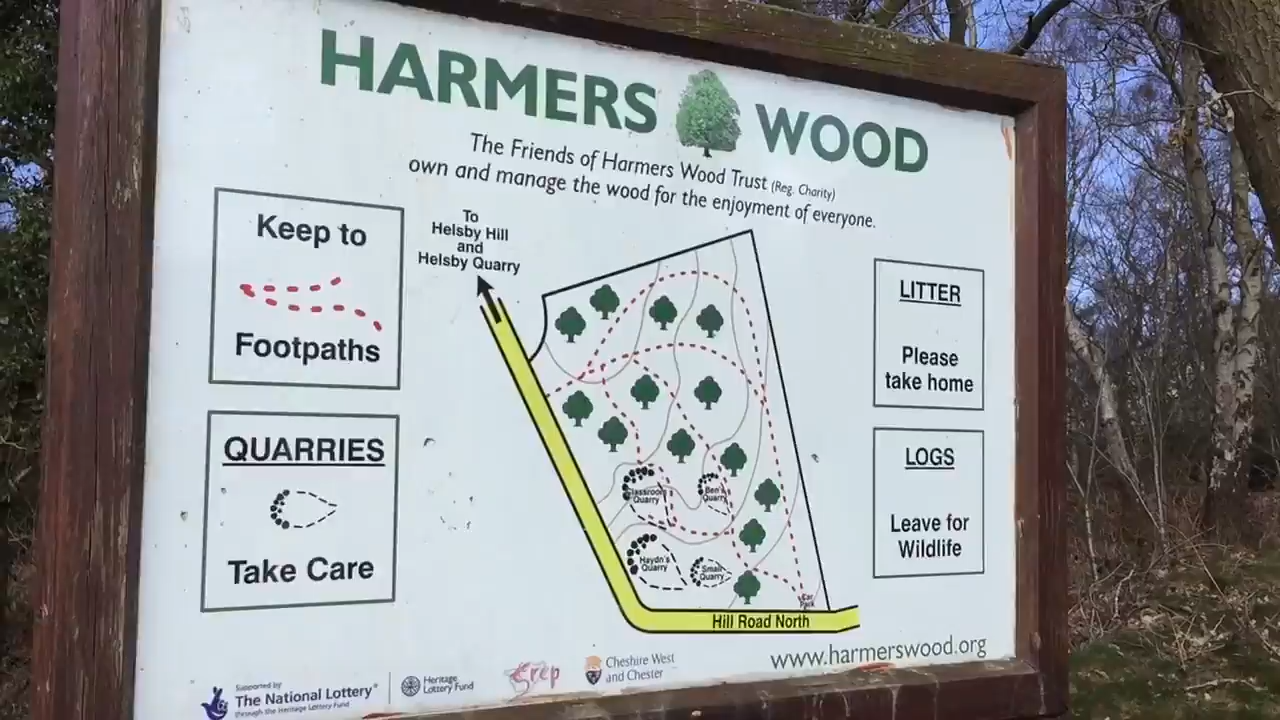 HARMERS WOOD
The Friends of Harmers Wood Trust (Reg. Charity)
own and manage the wood for the enjoyment of everyone.
Keep to
Footpaths
QUARRIES
Take Care
To
Helsby Hill
and
Helsby Quarry
Classroom
Quarry
Ben's
Quarry
Haydn's
Quarry
Small
Quarry
Car
Park
Hill Road North
LITTER
Please
take home
LOGS
Leave for
Wildlife
www.harmerswood.org
Supported by
The National Lottery®
through the Heritage Lottery Fund
Heritage
Lottery Fund
Cheshire West
and Chester